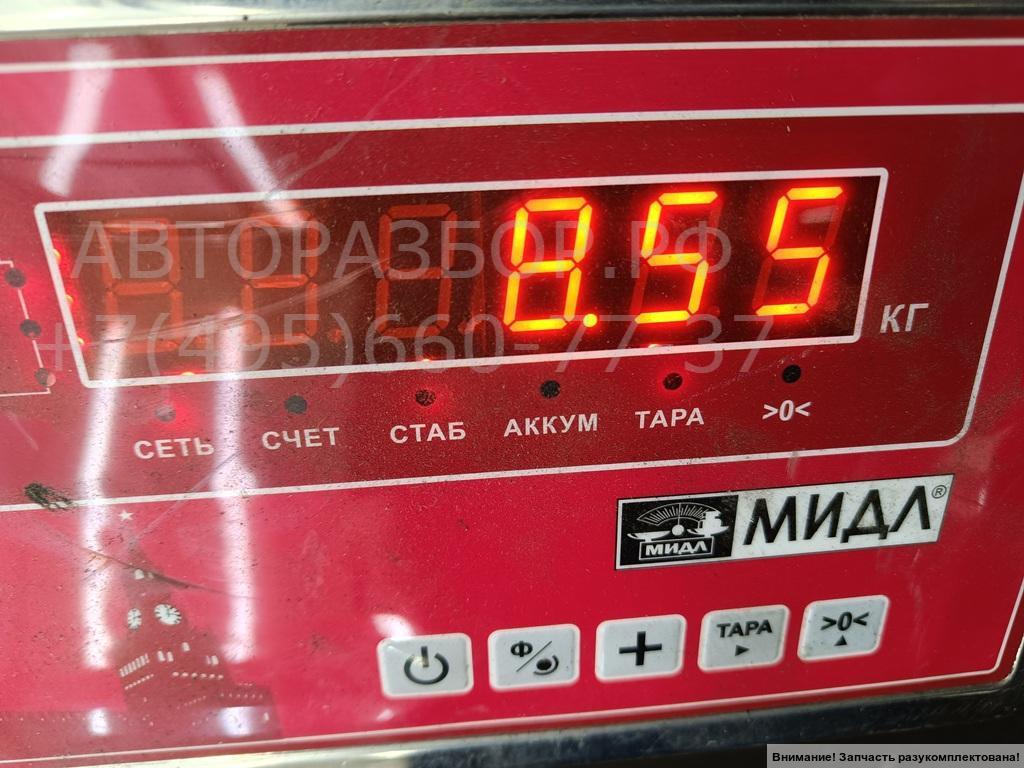 8.55
КГ
АВТОРАЗБОР.РФ
+7(495)660-77-37
СЕТЬ СЧЕТ СТАБ АККУМ ТАРА >0<
МИДЛ МИДЛ®
Ф ТАРА >0<
Внимание! Запчасть разукомплектована!